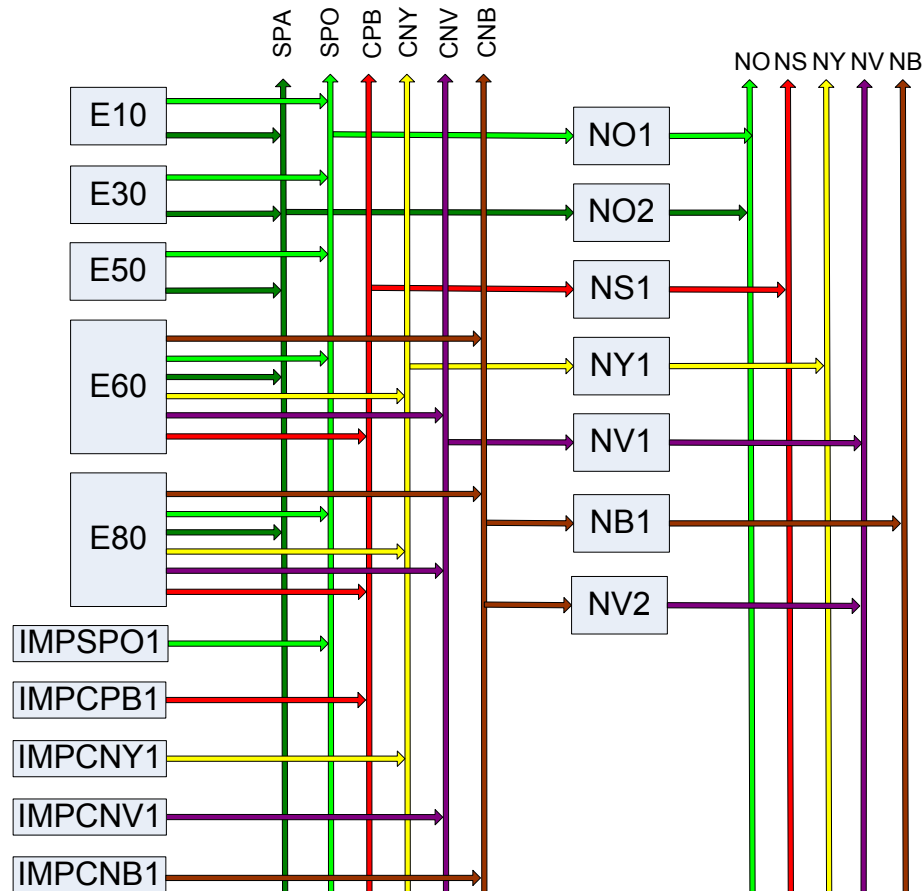 SPA SPO CPB CNY CNV CNB
NO NS NY NV NB
E10
NO1
E30
NO2
E50
NS1
E60
NY1
NV1
E80
NB1
NV2
IMPSPO1
IMPCPB1
IMPCNY1
IMPCNV1
IMPCNB1